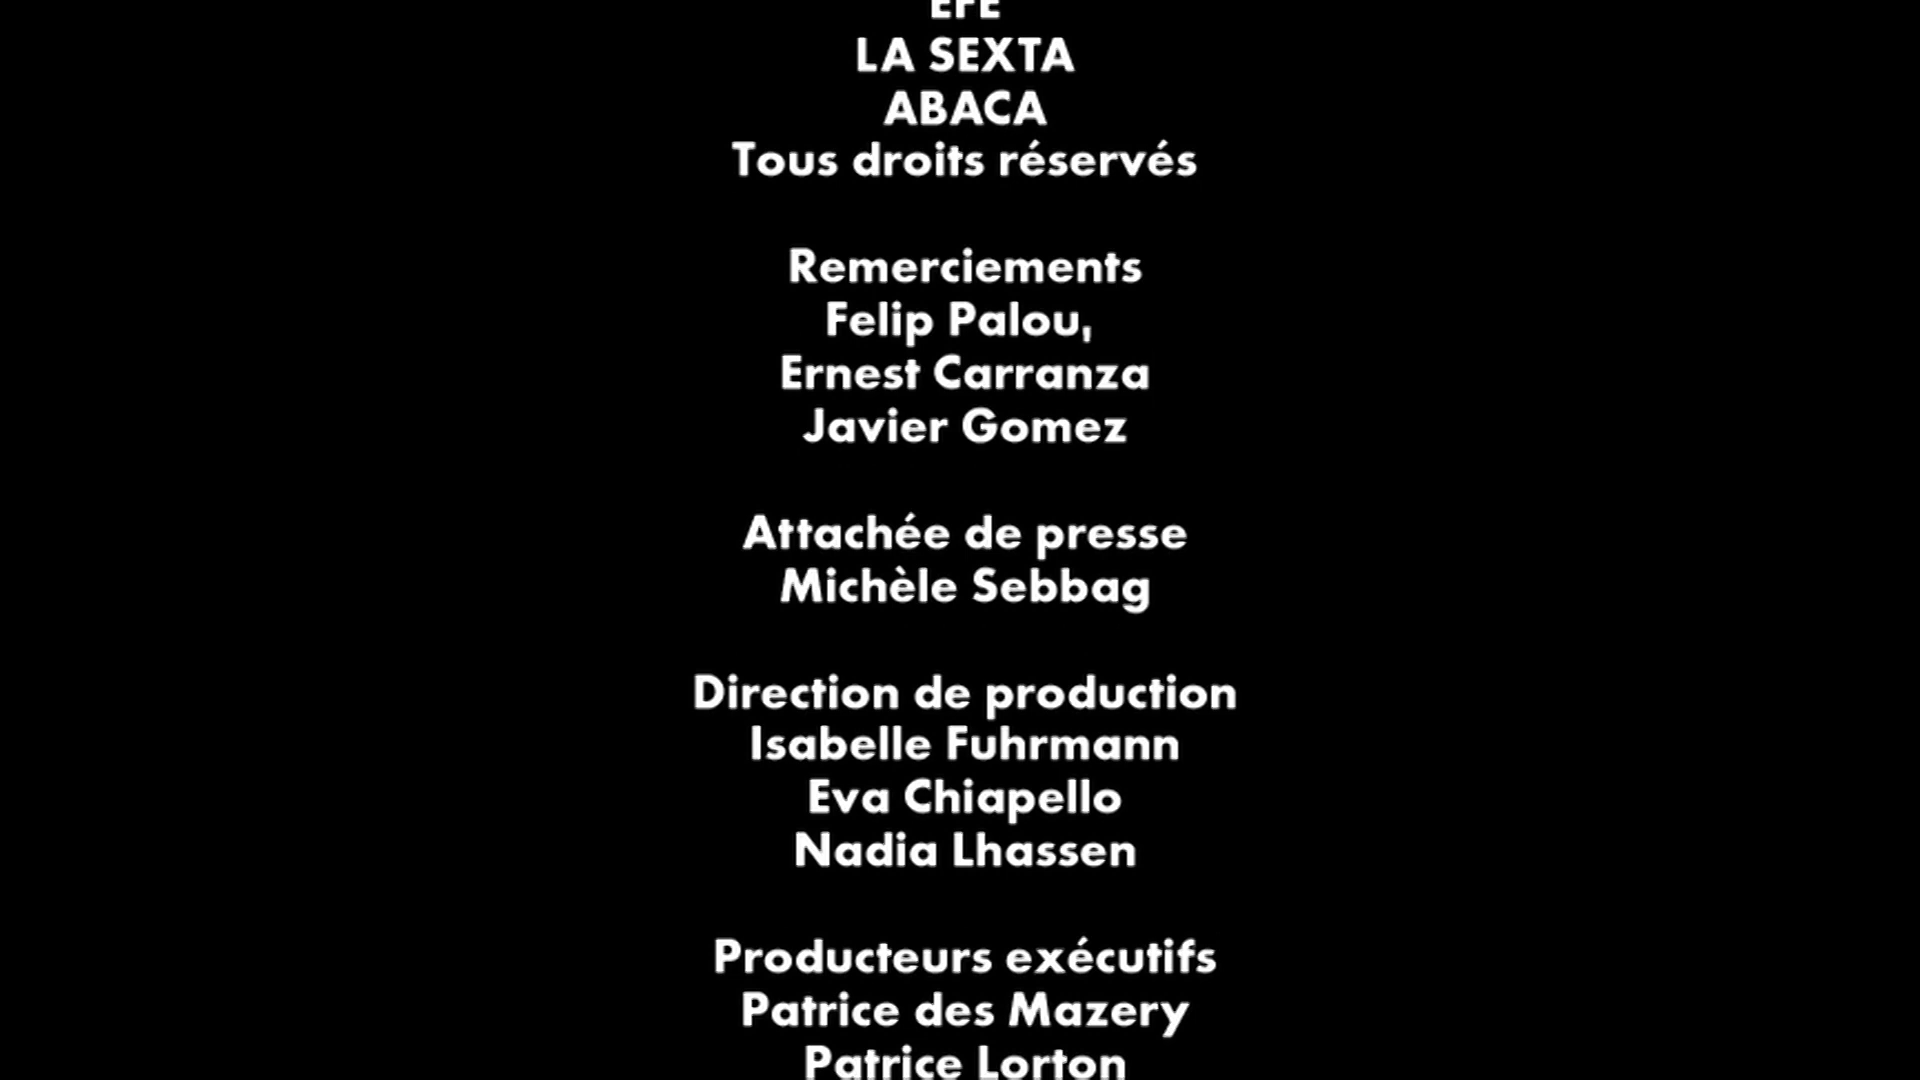 EFE
LA SEXTA
ABACA
Tous droits réservés
Remerciements
Felip Palou,
Ernest Carranza
Javier Gomez
Attachée de presse
Michèle Sebbag
Direction de production
Isabelle Fuhrmann
Eva Chiapello
Nadia Lhassen
Producteurs exécutifs
Patrice des Mazery
Patrice Lorton